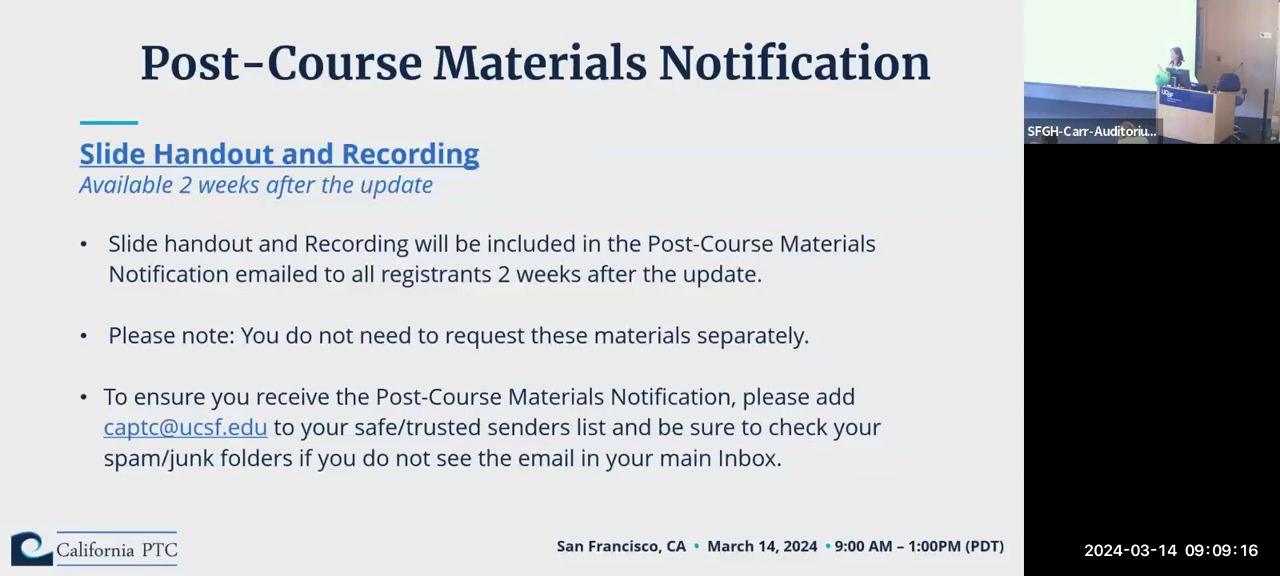 Post-Course Materials Notification
Slide Handout and Recording
Available 2 weeks after the update
• Slide handout and Recording will be included in the Post-Course Materials
Notification emailed to all registrants 2 weeks after the update.
• Please note: You do not need to request these materials separately.
• To ensure you receive the Post-Course Materials Notification, please add
captc@ucsf.edu to your safe/trusted senders list and be sure to check your
spam/junk folders if you do not see the email in your main Inbox.
California PTC
San Francisco, CA • March 14, 2024 • 9:00 AM – 1:00PM (PDT)
UCSF
SFGH-Carr-Auditoriu...
2024-03-14 09:09:16